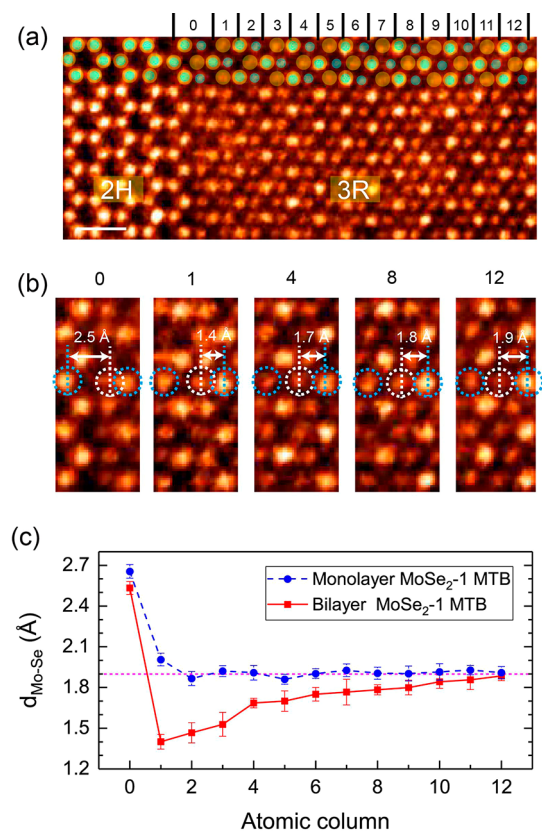 (a)
0 1 2 3 4 5 6 7 8 9 10 11 12
2H 3R
(b)
0 1 4 8 12
2.5 Å 1.4 Å 1.7 Å 1.8 Å 1.9 Å
(c)
2.7
2.4
2.1
1.8
1.5
1.2
d_Mo-Se (Å)
Monolayer MoSe₂-1 MTB
Bilayer MoSe₂-1 MTB
0 2 4 6 8 10 12
Atomic column